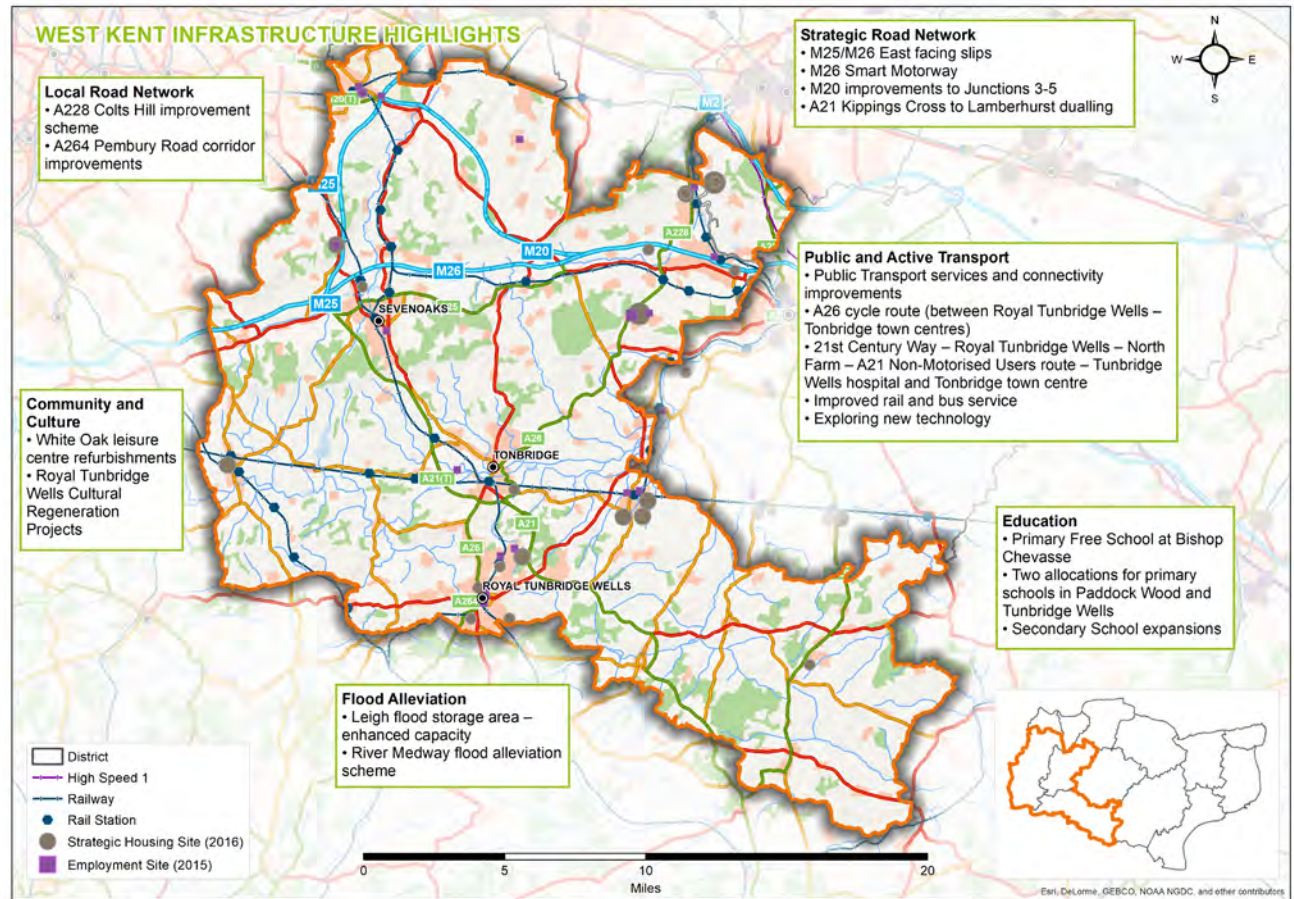 WEST KENT INFRASTRUCTURE HIGHLIGHTS
Local Road Network
• A228 Colts Hill improvement
scheme
• A264 Pembury Road corridor
improvements
Strategic Road Network
• M25/M26 East facing slips
• M26 Smart Motorway
• M20 improvements to Junctions 3-5
• A21 Kippings Cross to Lamberhurst dualling
N
W
E
S
Public and Active Transport
• Public Transport services and connectivity
improvements
• A26 cycle route (between Royal Tunbridge Wells –
Tonbridge town centres)
• 21st Century Way – Royal Tunbridge Wells – North
Farm – A21 Non-Motorised Users route – Tunbridge
Wells hospital and Tonbridge town centre
• Improved rail and bus service
• Exploring new technology
Community and
Culture
• White Oak leisure
centre refurbishments
• Royal Tunbridge
Wells Cultural
Regeneration
Projects
Education
• Primary Free School at Bishop
Chevasse
• Two allocations for primary
schools in Paddock Wood and
Tunbridge Wells
• Secondary School expansions
Flood Alleviation
• Leigh flood storage area –
enhanced capacity
• River Medway flood alleviation
scheme
M2
M20
M26
M25
A228
SEVENOAKS
A26
TONBRIDGE
A21(T)
A21
A26
ROYAL TUNBRIDGE WELLS
A264
District
High Speed 1
Railway
Rail Station
Strategic Housing Site (2016)
Employment Site (2015)
0
5
10
20
Miles
Esri, DeLorme, GEBCO, NOAA NGDC, and other contributors